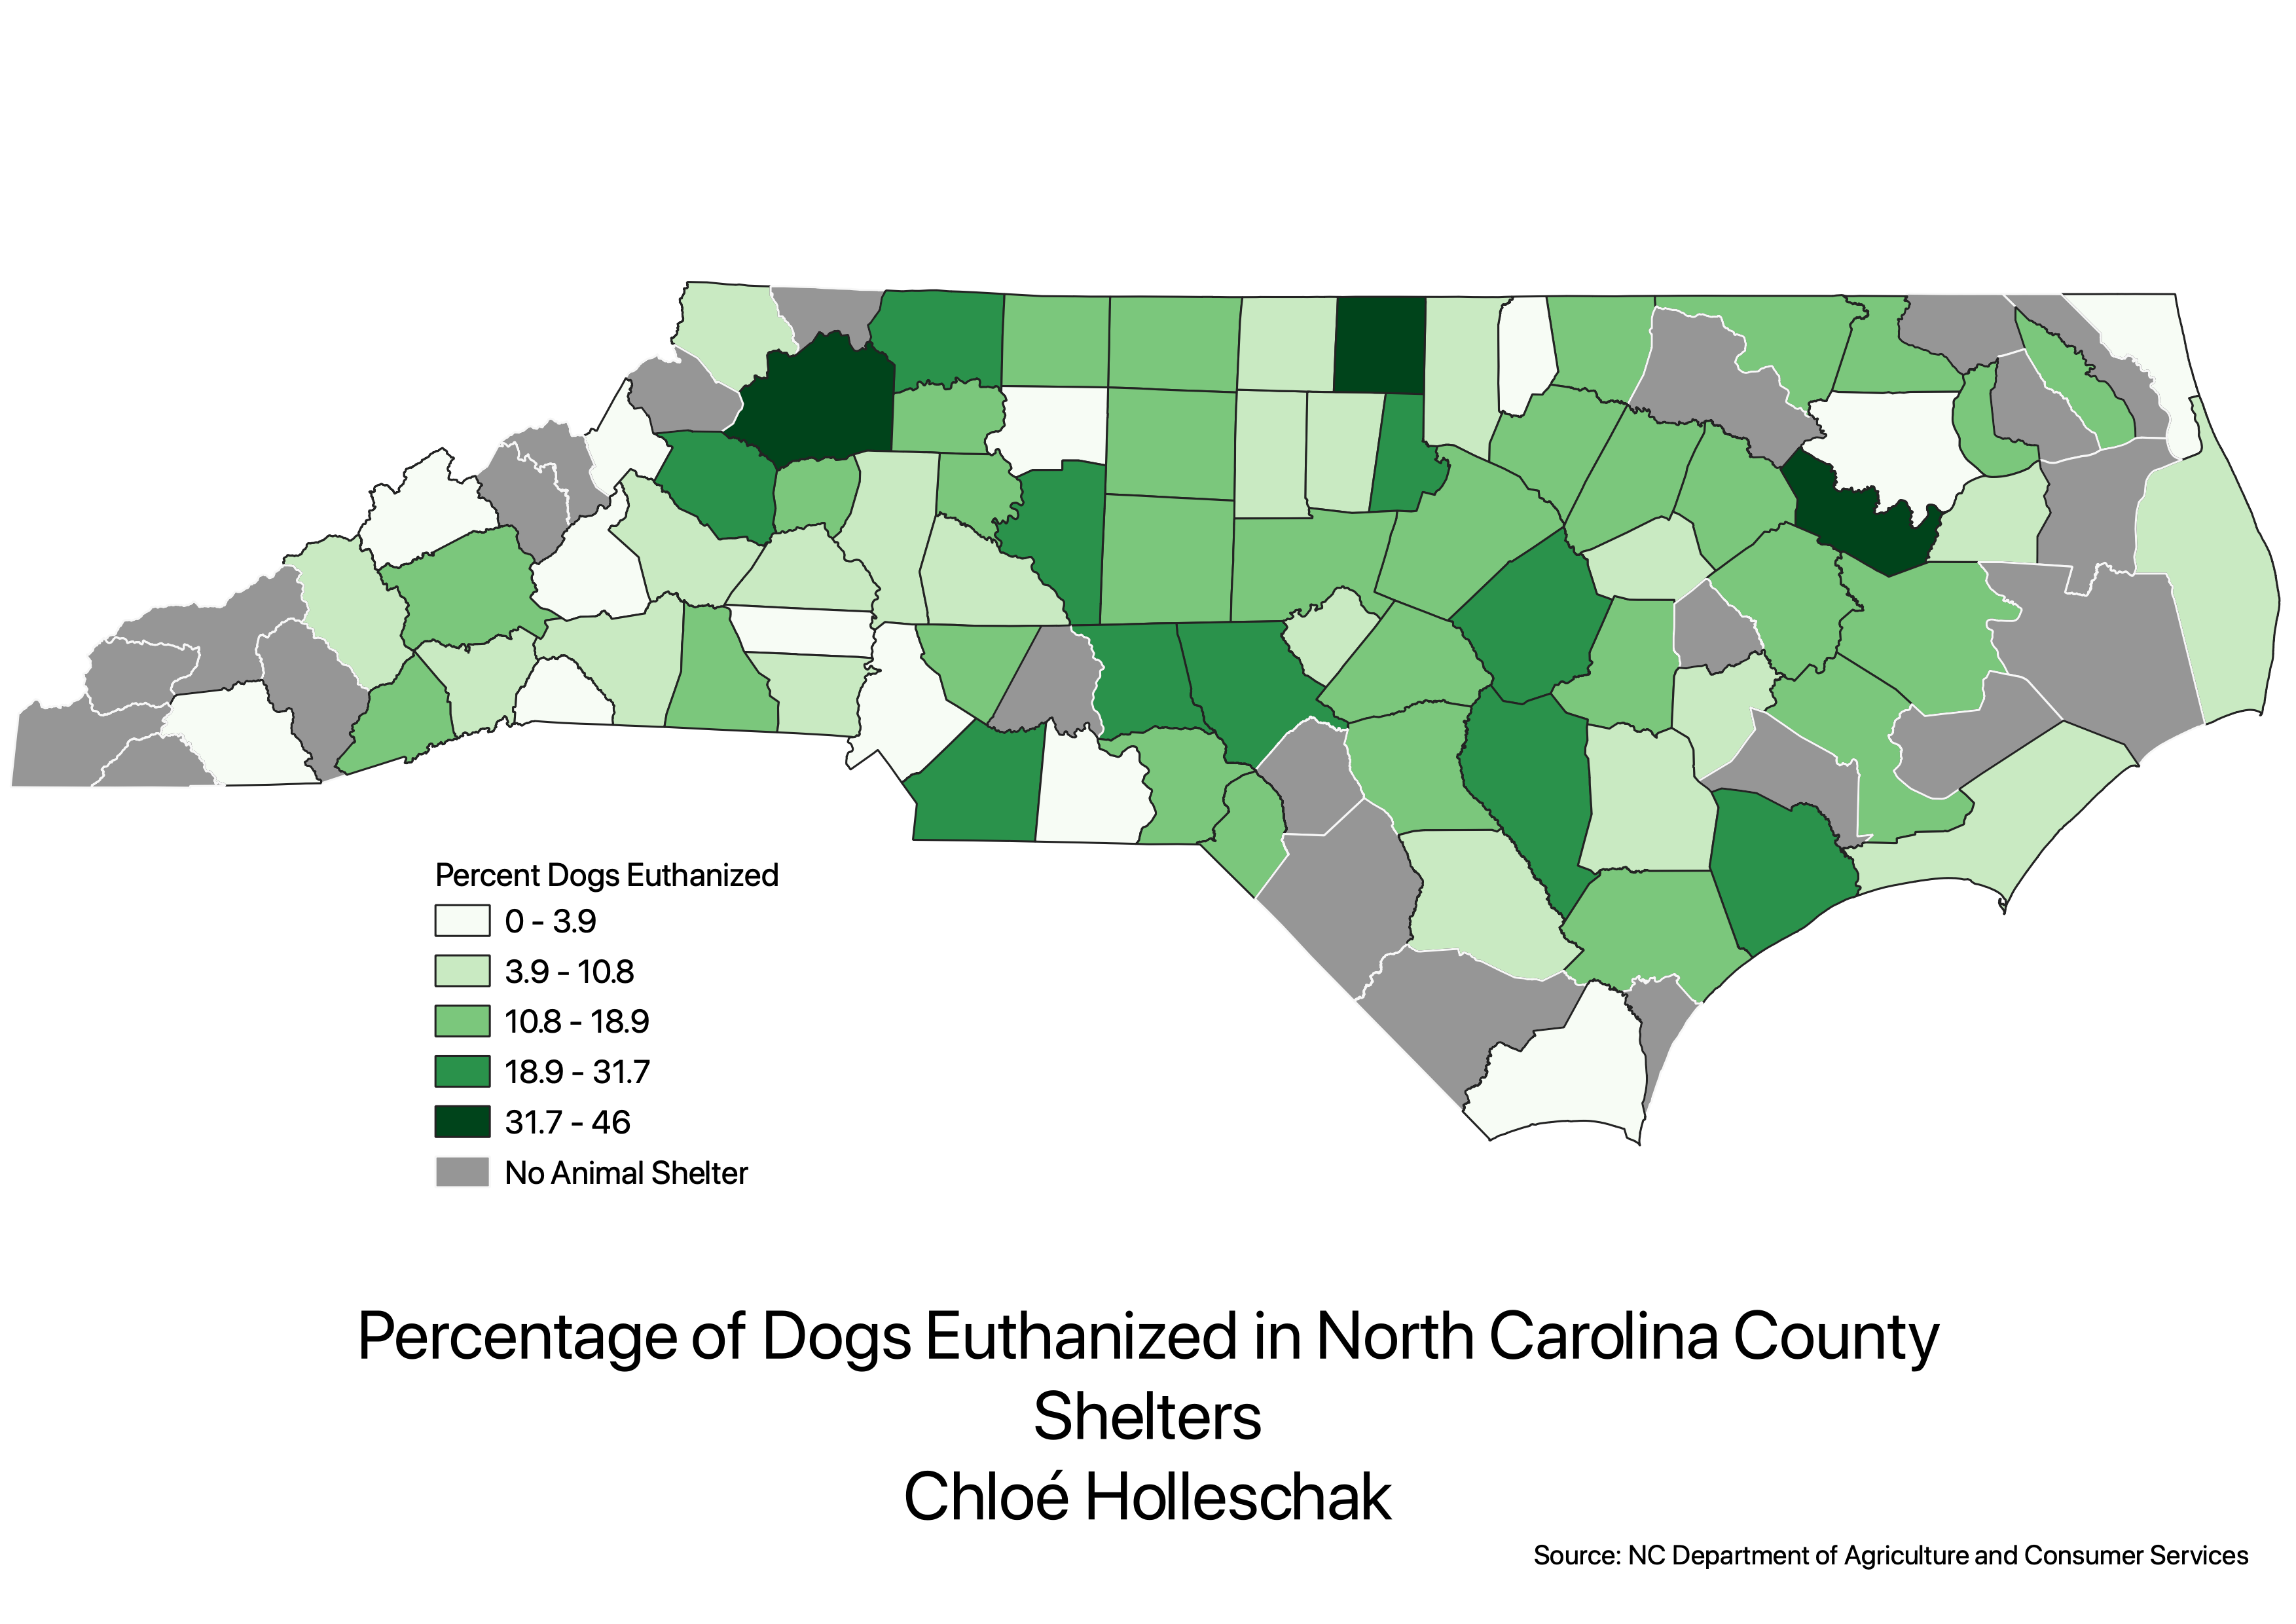 Percent Dogs Euthanized
0 - 3.9
3.9 - 10.8
10.8 - 18.9
18.9 - 31.7
31.7 - 46
No Animal Shelter
Percentage of Dogs Euthanized in North Carolina County
Shelters
Chloé Holleschak
Source: NC Department of Agriculture and Consumer Services